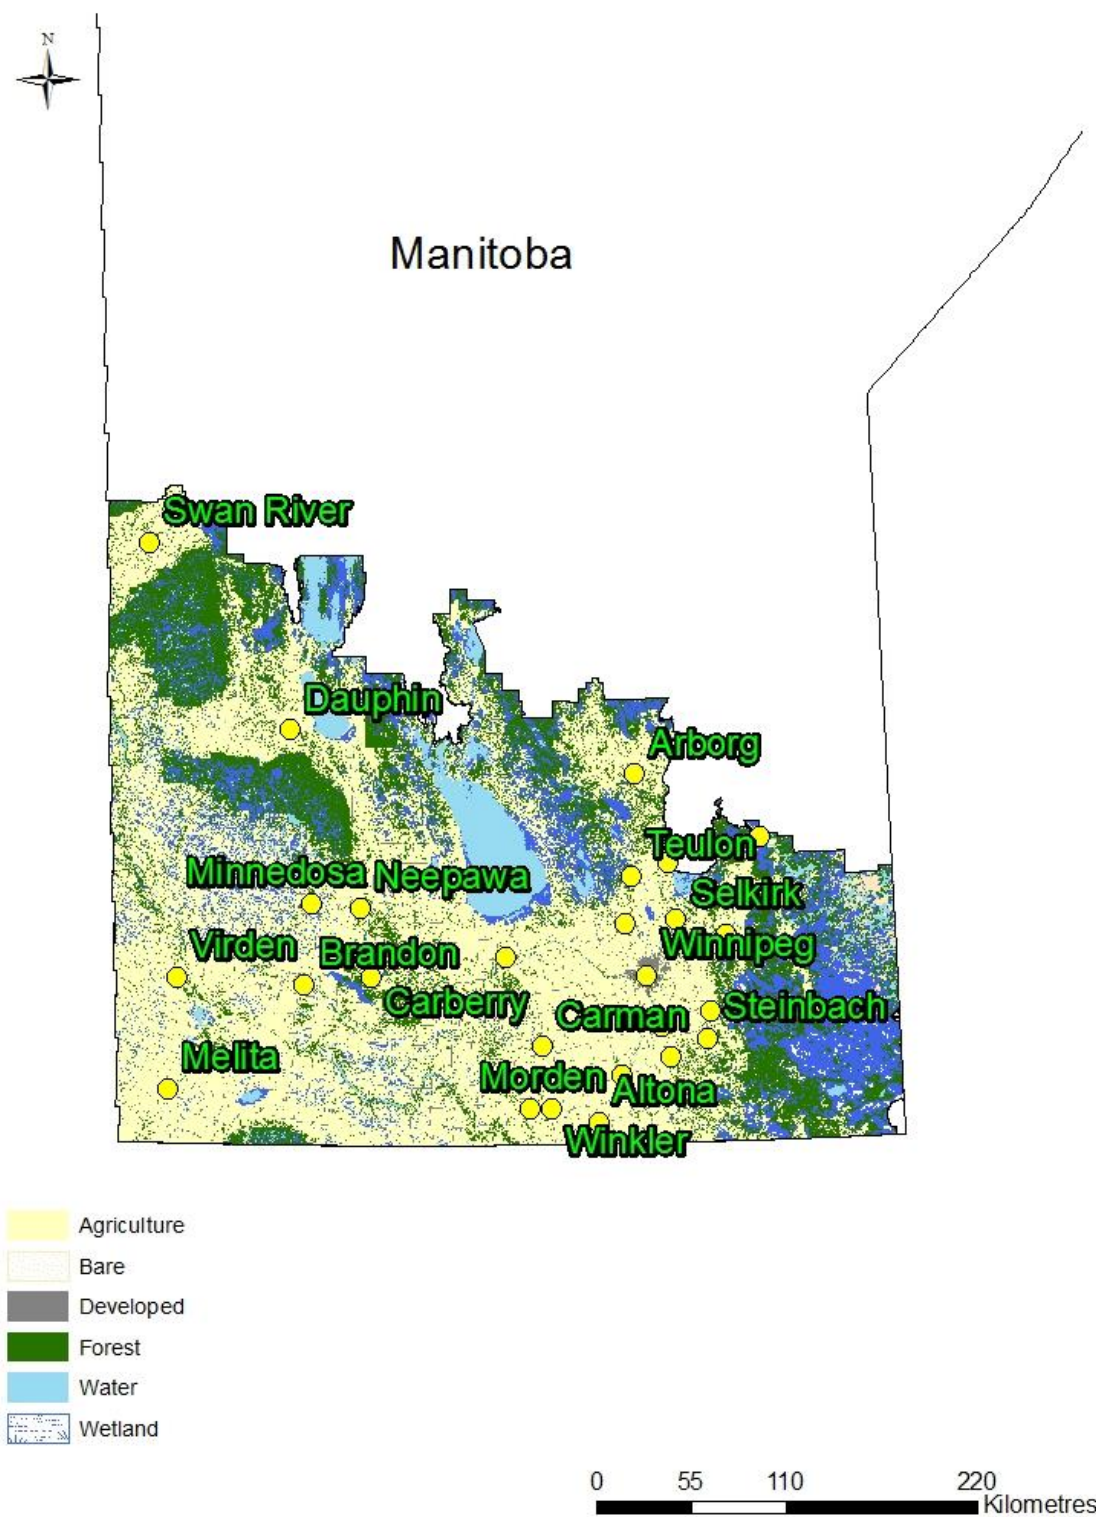 N
Manitoba
Swan River
Dauphin
Arborg
Teulon
Minnedosa Neepawa
Selkirk
Virden Brandon
Winnipeg
Carberry
Carman
Steinbach
Melita
Morden
Altona
Winkler
Agriculture
Bare
Developed
Forest
Water
Wetland
0 55 110 220
Kilometres